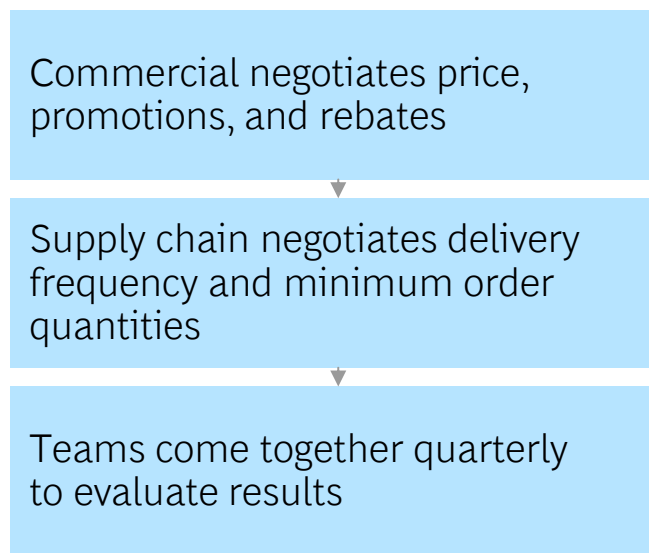 Commercial negotiates price,
promotions, and rebates
Supply chain negotiates delivery
frequency and minimum order
quantities
Teams come together quarterly
to evaluate results